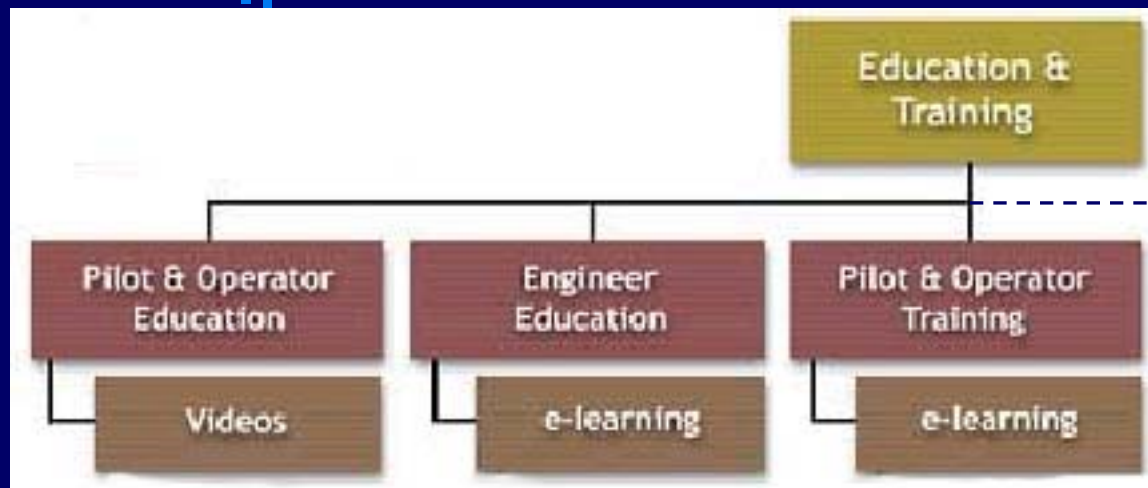 Education &
Training
Pilot & Operator
Education
Engineer
Education
Pilot & Operator
Training
Videos
e-learning
e-learning